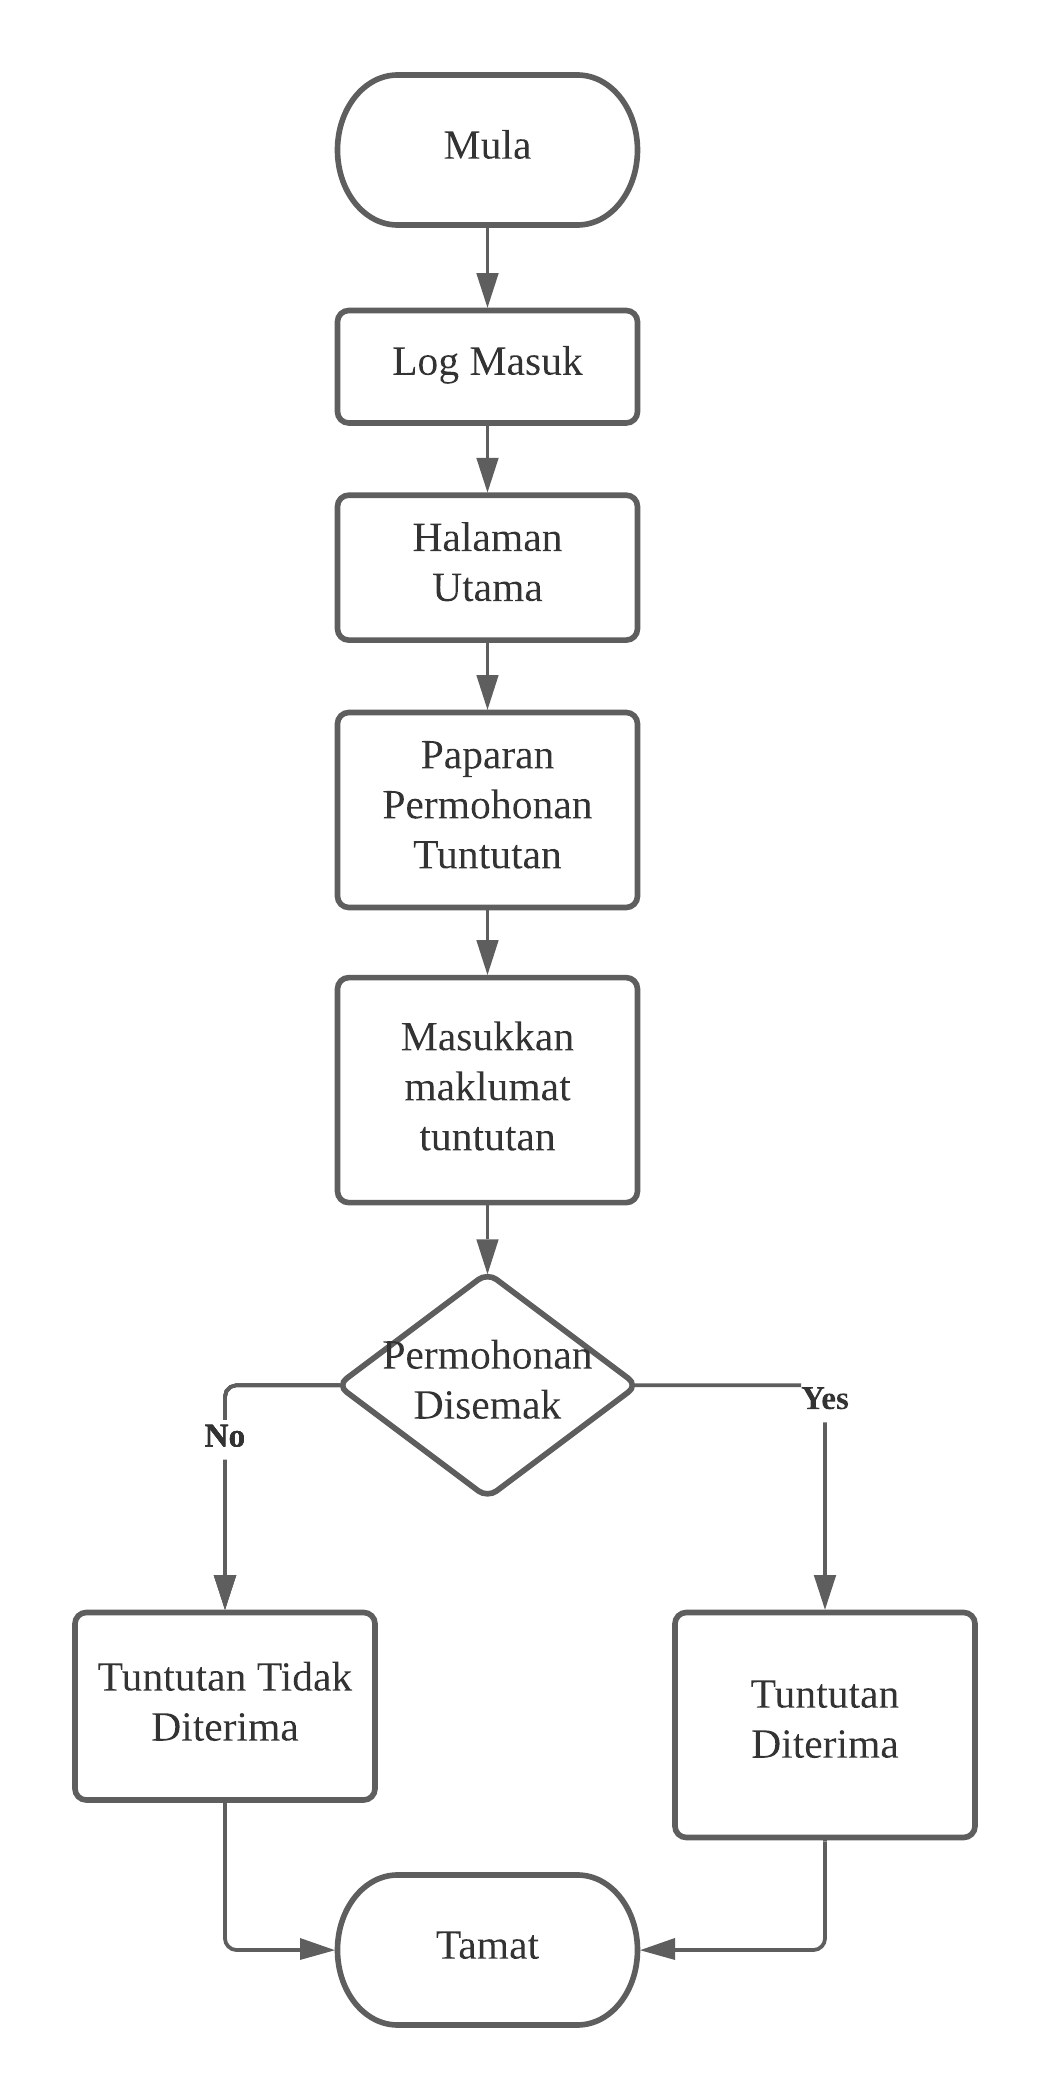 Mula
Log Masuk
Halaman
Utama
Paparan
Permohonan
Tuntutan
Masukkan
maklumat
tuntutan
Permohonan
Disemak
No
Yes
Tuntutan Tidak
Diterima
Tuntutan
Diterima
Tamat